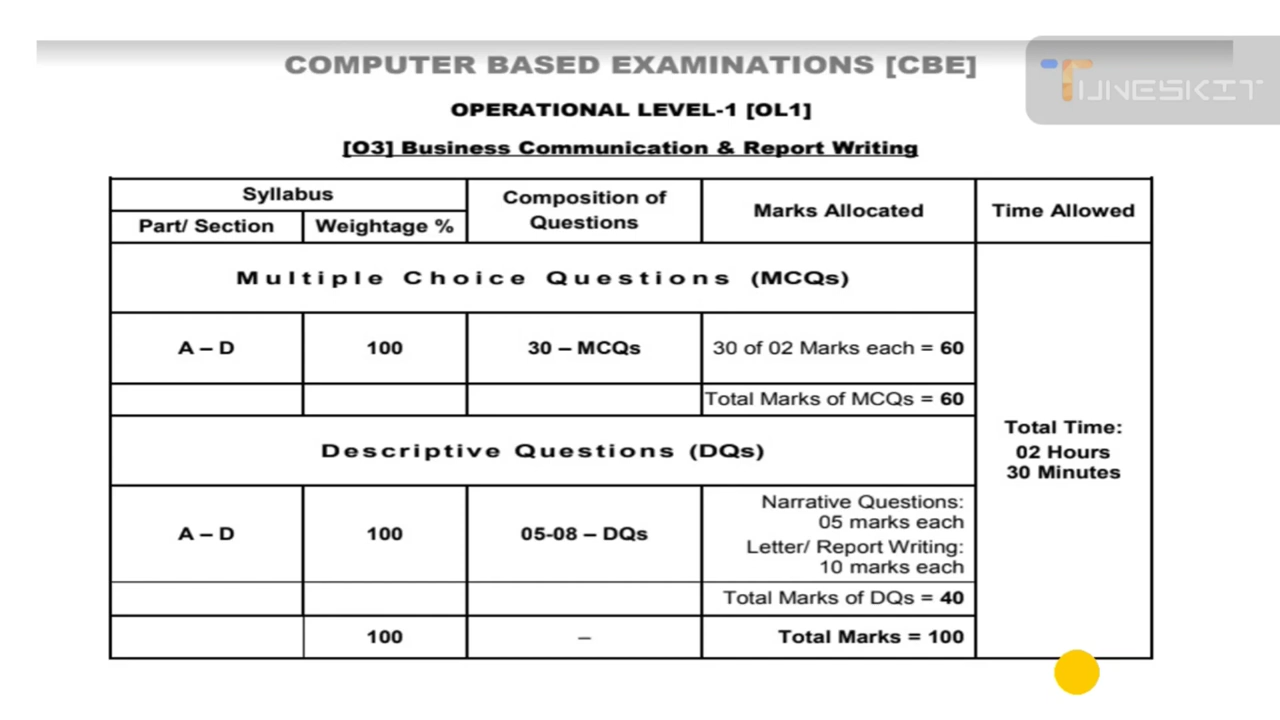 COMPUTER BASED EXAMINATIONS [CBE]
TUNESKIT
OPERATIONAL LEVEL-1 [OL1]
[O3] Business Communication & Report Writing
Syllabus
Composition of
Questions
Marks Allocated
Time Allowed
Part/ Section
Weightage %
Multiple Choice Questions (MCQs)
A – D
100
30 – MCQs
30 of 02 Marks each = 60
Total Marks of MCQs = 60
Descriptive Questions (DQs)
Total Time:
02 Hours
30 Minutes
A – D
100
05-08 – DQs
Narrative Questions:
05 marks each
Letter/ Report Writing:
10 marks each
Total Marks of DQs = 40
100
–
Total Marks = 100